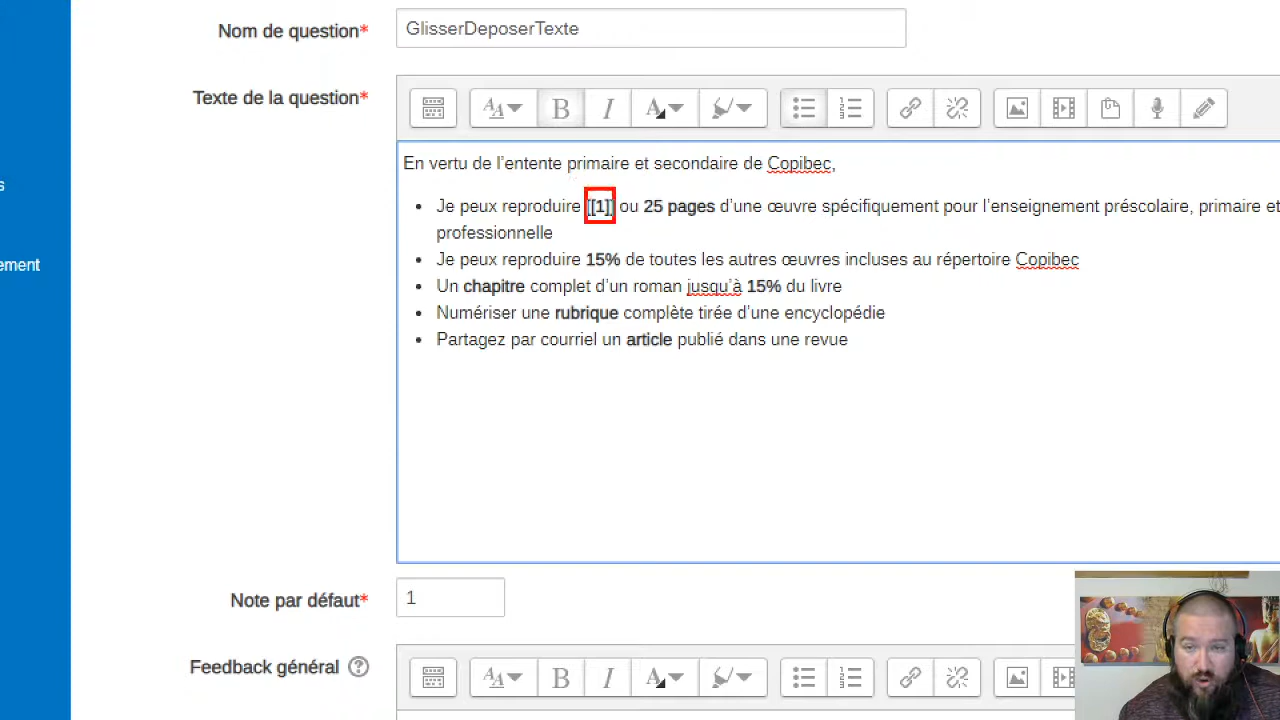 Nom de question*
GlisserDeposerTexte
Texte de la question*
En vertu de l’entente primaire et secondaire de Copibec,
• Je peux reproduire [[1]] ou 25 pages d’une œuvre spécifiquement pour l’enseignement préscolaire, primaire et
professionnelle
• Je peux reproduire 15% de toutes les autres œuvres incluses au répertoire Copibec
• Un chapitre complet d’un roman jusqu’à 15% du livre
• Numériser une rubrique complète tirée d’une encyclopédie
• Partagez par courriel un article publié dans une revue
s
ement
Note par défaut*
1
Feedback général